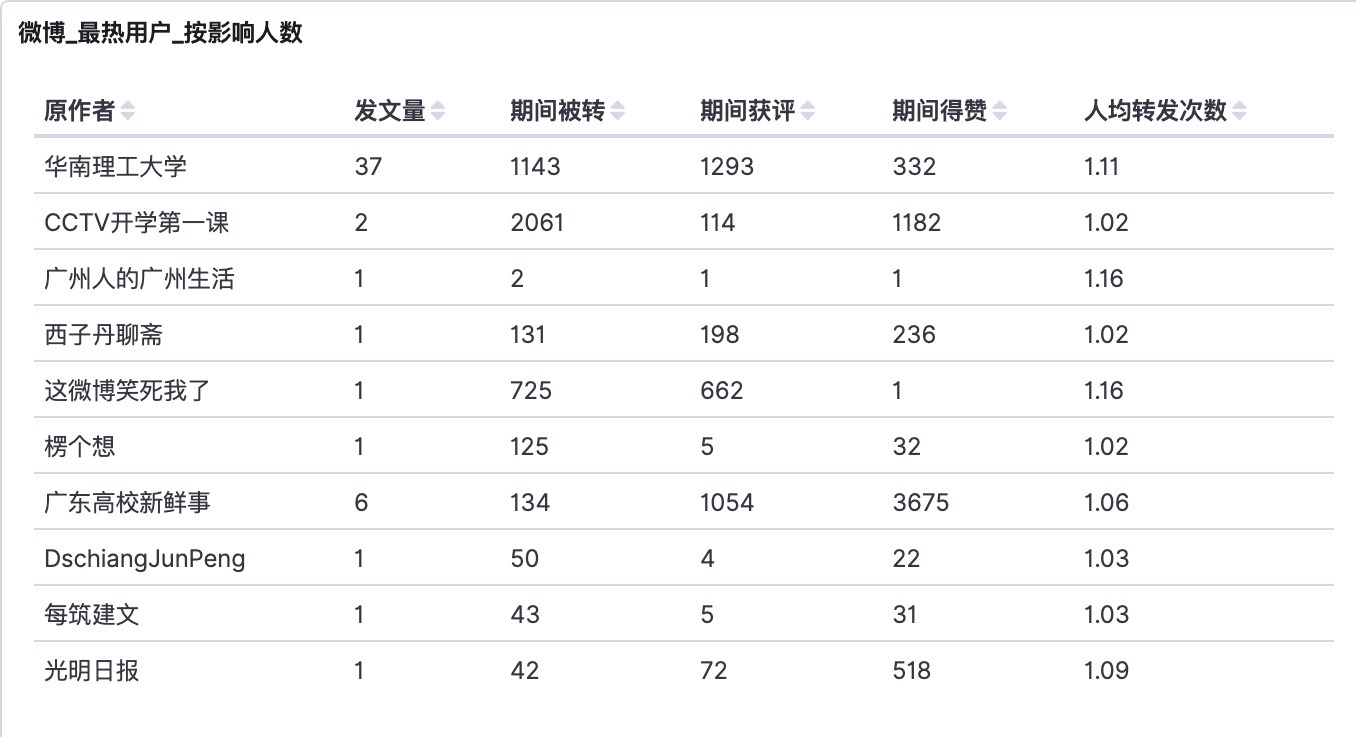 微博_最热用户_按影响人数
原作者 发文量 期间被转 期间获评 期间得赞 人均转发次数
华南理工大学 37 1143 1293 332 1.11
CCTV开学第一课 2 2061 114 1182 1.02
广州人的广州生活 1 2 1 1 1.16
西子丹聊斋 1 131 198 236 1.02
这微博笑死我了 1 725 662 1 1.16
楞个想 1 125 5 32 1.02
广东高校新鲜事 6 134 1054 3675 1.06
DschiangJunPeng 1 50 4 22 1.03
每筑建文 1 43 5 31 1.03
光明日报 1 42 72 518 1.09